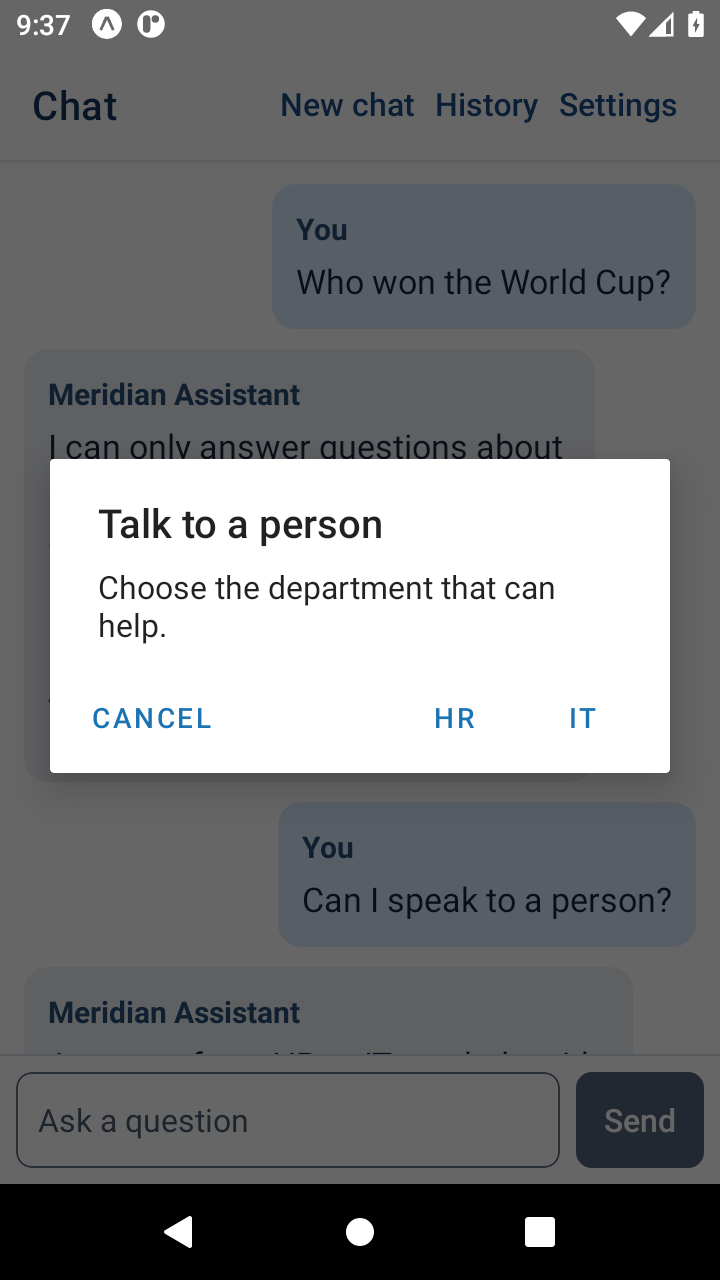 9:37
Chat
New chat History Settings
You
Who won the World Cup?
Meridian Assistant
I can only answer questions about
Talk to a person
Choose the department that can
help.
CANCEL
HR
IT
You
Can I speak to a person?
Meridian Assistant
Ask a question
Send